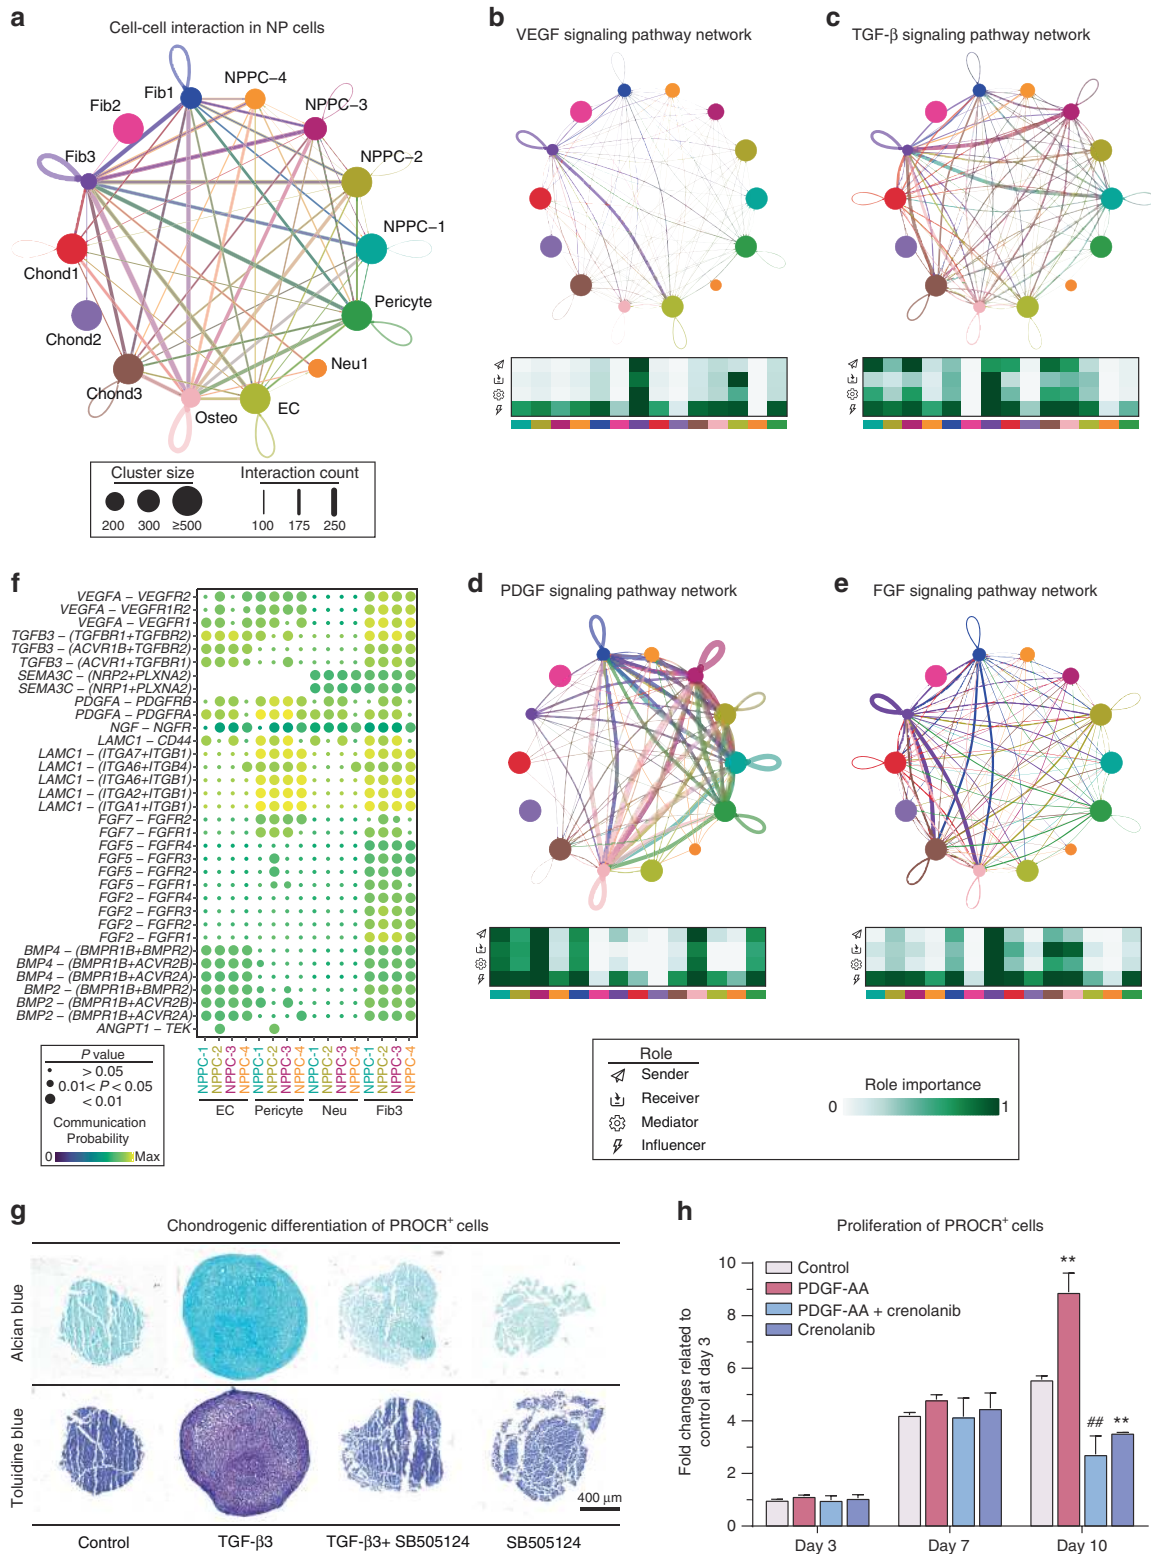 a
Cell-cell interaction in NP cells
Fib1
NPPC–4
Fib2
NPPC–3
Fib3
NPPC–2
NPPC–1
Chond1
Pericyte
Chond2
Neu1
Chond3
Osteo
EC
Cluster size
Interaction count
200 300 ≥500
100 175 250
b
VEGF signaling pathway network
c
TGF-β signaling pathway network
f
VEGFA – VEGFR2
VEGFA – VEGFR1R2
VEGFA – VEGFR1
TGFB3 – (TGFBR1+TGFBR2)
TGFB3 – (ACVR1B+TGFBR2)
TGFB3 – (ACVR1+TGFBR1)
SEMA3C – (NRP2+PLXNA2)
SEMA3C – (NRP1+PLXNA2)
PDGFA – PDGFRB
PDGFA – PDGFRA
NGF – NGFR
LAMC1 – CD44
LAMC1 – (ITGA7+ITGB1)
LAMC1 – (ITGA6+ITGB4)
LAMC1 – (ITGA6+ITGB1)
LAMC1 – (ITGA2+ITGB1)
LAMC1 – (ITGA1+ITGB1)
FGF7 – FGFR2
FGF7 – FGFR1
FGF5 – FGFR4
FGF5 – FGFR3
FGF5 – FGFR2
FGF5 – FGFR1
FGF2 – FGFR4
FGF2 – FGFR3
FGF2 – FGFR2
FGF2 – FGFR1
BMP4 – (BMPR1B+BMPR2)
BMP4 – (BMPR1B+ACVR2B)
BMP4 – (BMPR1B+ACVR2A)
BMP2 – (BMPR1B+BMPR2)
BMP2 – (BMPR1B+ACVR2B)
BMP2 – (BMPR1B+ACVR2A)
ANGPT1 – TEK
NPPC-1 NPPC-2 NPPC-3 NPPC-4 NPPC-1 NPPC-2 NPPC-3 NPPC-4 NPPC-1 NPPC-2 NPPC-3 NPPC-4 NPPC-1 NPPC-2 NPPC-3 NPPC-4
EC Pericyte Neu Fib3
P value
> 0.05
0.01< P < 0.05
< 0.01
Communication
Probability
0 Max
d
PDGF signaling pathway network
e
FGF signaling pathway network
Role
Sender
Receiver
Mediator
Influencer
Role importance
0 1
g
Chondrogenic differentiation of PROCR+ cells
Alcian blue
Toluidine blue
400 μm
Control TGF-β3 TGF-β3+ SB505124 SB505124
h
Proliferation of PROCR+ cells
Control
PDGF-AA
PDGF-AA + crenolanib
Crenolanib
Fold changes related to
control at day 3
10
8
6
4
2
0
**
##
**
Day 3 Day 7 Day 10